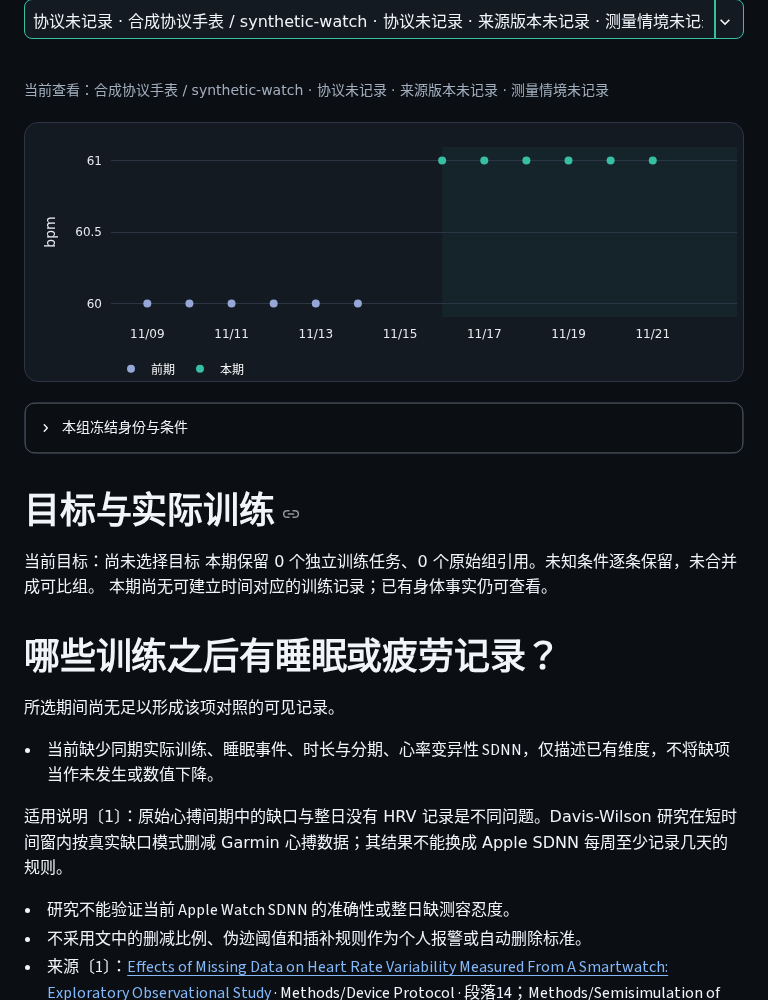 协议未记录 · 合成协议手表 / synthetic-watch · 协议未记录 · 来源版本未记录 · 测量情境未记
当前查看：合成协议手表 / synthetic-watch · 协议未记录 · 来源版本未记录 · 测量情境未记录
61
60.5
60
bpm
11/09 11/11 11/13 11/15 11/17 11/19 11/21
前期 本期
本组冻结身份与条件
目标与实际训练
当前目标：尚未选择目标 本期保留 0 个独立训练任务、0 个原始组引用。未知条件逐条保留，未合并
成可比组。 本期尚无可建立时间对应的训练记录；已有身体事实仍可查看。
哪些训练之后有睡眠或疲劳记录？
所选期间尚无足以形成该项对照的可见记录。
• 当前缺少同期实际训练、睡眠事件、时长与分期、心率变异性 SDNN，仅描述已有维度，不将缺项
当作未发生或数值下降。
适用说明〔1〕：原始心搏间期中的缺口与整日没有 HRV 记录是不同问题。Davis-Wilson 研究在短时
间窗内按真实缺口模式删减 Garmin 心搏数据；其结果不能换成 Apple SDNN 每周至少记录几天的
规则。
• 研究不能验证当前 Apple Watch SDNN 的准确性或整日缺测容忍度。
• 不采用文中的删减比例、伪迹阈值和插补规则作为个人报警或自动删除标准。
• 来源〔1〕：Effects of Missing Data on Heart Rate Variability Measured From A Smartwatch:
Exploratory Observational Study · Methods/Device Protocol · 段落14；Methods/Semisimulation of